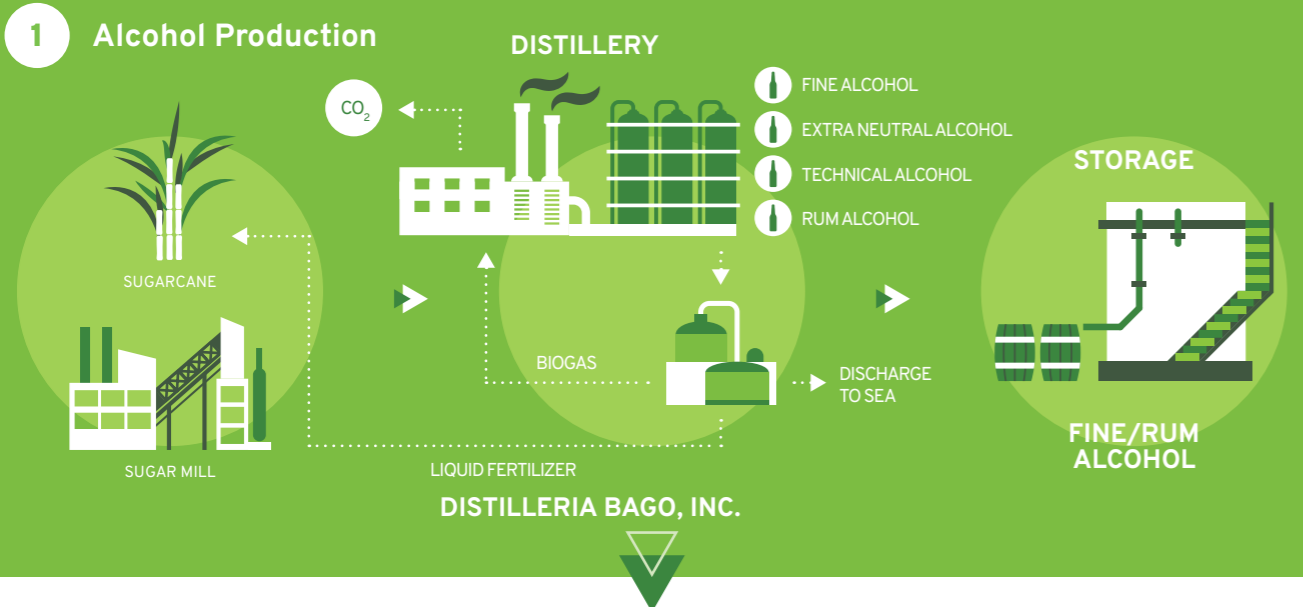 1 Alcohol Production
DISTILLERY
CO₂
FINE ALCOHOL
EXTRA NEUTRAL ALCOHOL
TECHNICAL ALCOHOL
RUM ALCOHOL
STORAGE
SUGARCANE
BIOGAS
DISCHARGE
TO SEA
SUGAR MILL
LIQUID FERTILIZER
FINE/RUM
ALCOHOL
DISTILLERIA BAGO, INC.